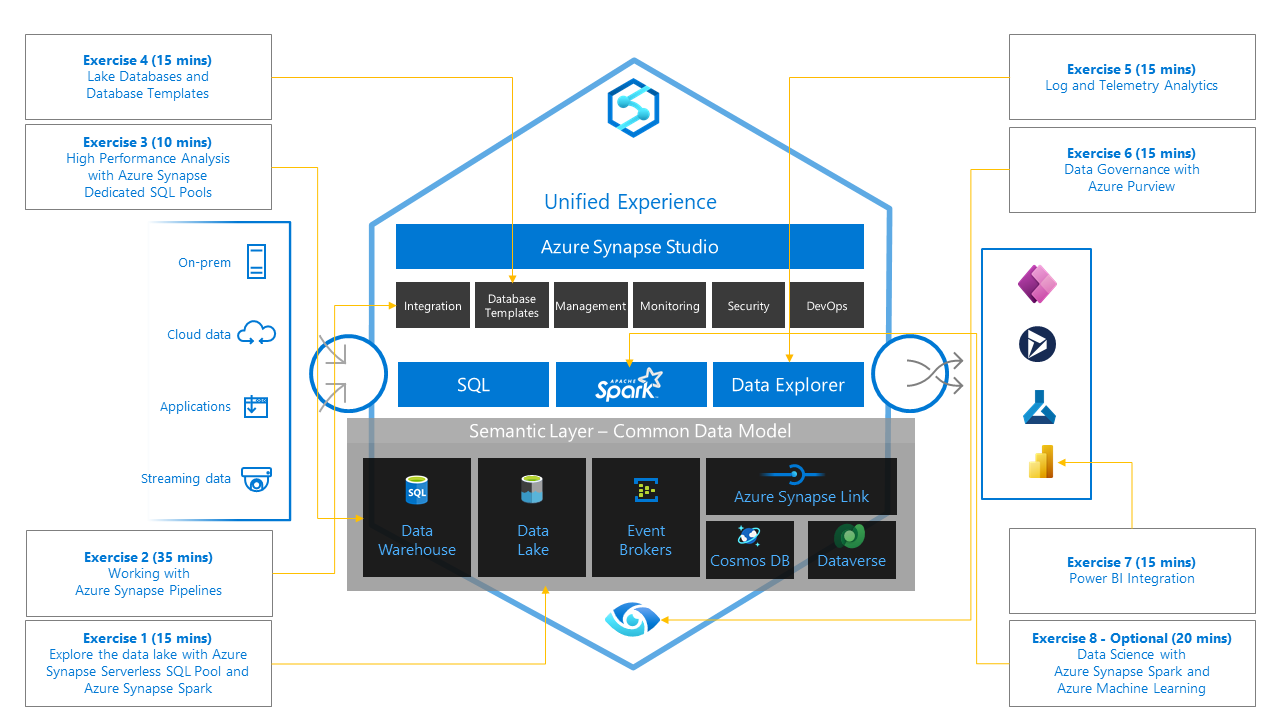 Exercise 4 (15 mins)
Lake Databases and
Database Templates
Exercise 3 (10 mins)
High Performance Analysis
with Azure Synapse
Dedicated SQL Pools
On-prem
Cloud data
Applications
Streaming data
Exercise 2 (35 mins)
Working with
Azure Synapse Pipelines
Exercise 1 (15 mins)
Explore the data lake with Azure
Synapse Serverless SQL Pool and
Azure Synapse Spark
Unified Experience
Azure Synapse Studio
Integration
Database
Templates
Management
Monitoring
Security
DevOps
SQL
APACHE
Spark
Data Explorer
Semantic Layer – Common Data Model
SQL
Data
Warehouse
Data
Lake
Event
Brokers
Azure Synapse Link
Cosmos DB
Dataverse
Exercise 5 (15 mins)
Log and Telemetry Analytics
Exercise 6 (15 mins)
Data Governance with
Azure Purview
Exercise 7 (15 mins)
Power BI Integration
Exercise 8 - Optional (20 mins)
Data Science with
Azure Synapse Spark and
Azure Machine Learning